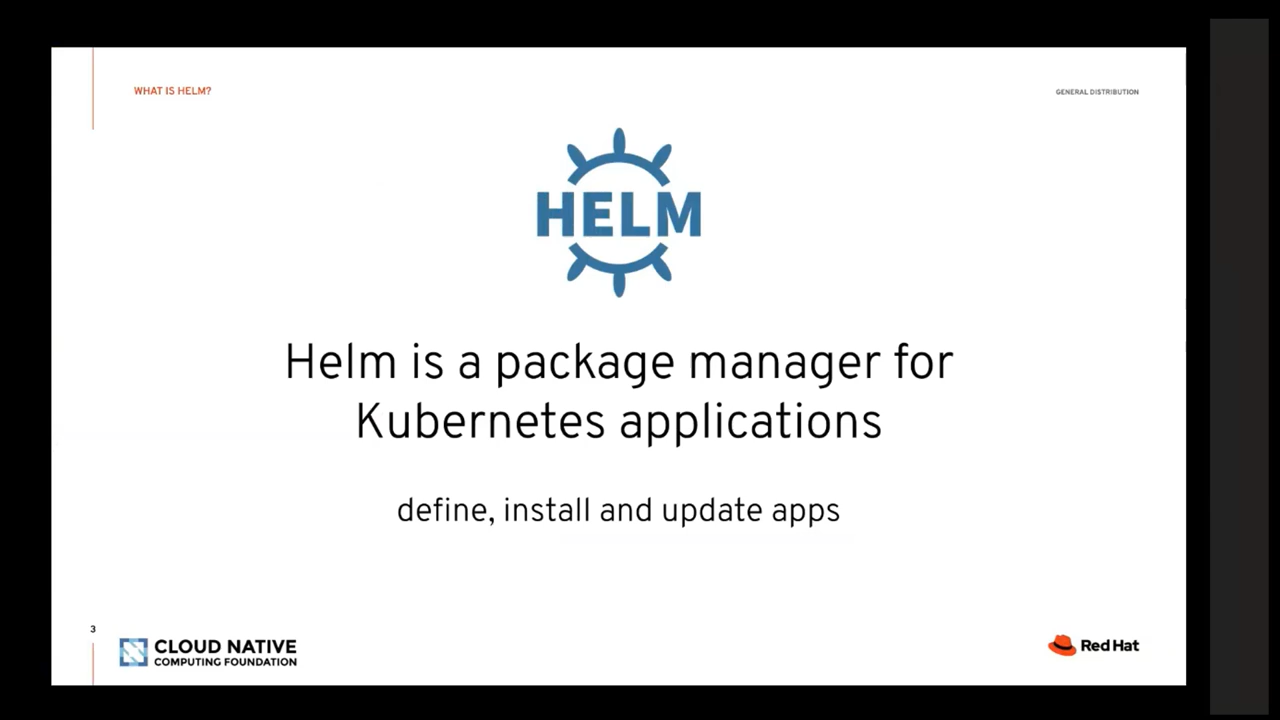 WHAT IS HELM?
GENERAL DISTRIBUTION
HELM
Helm is a package manager for
Kubernetes applications
define, install and update apps
3
CLOUD NATIVE
COMPUTING FOUNDATION
Red Hat